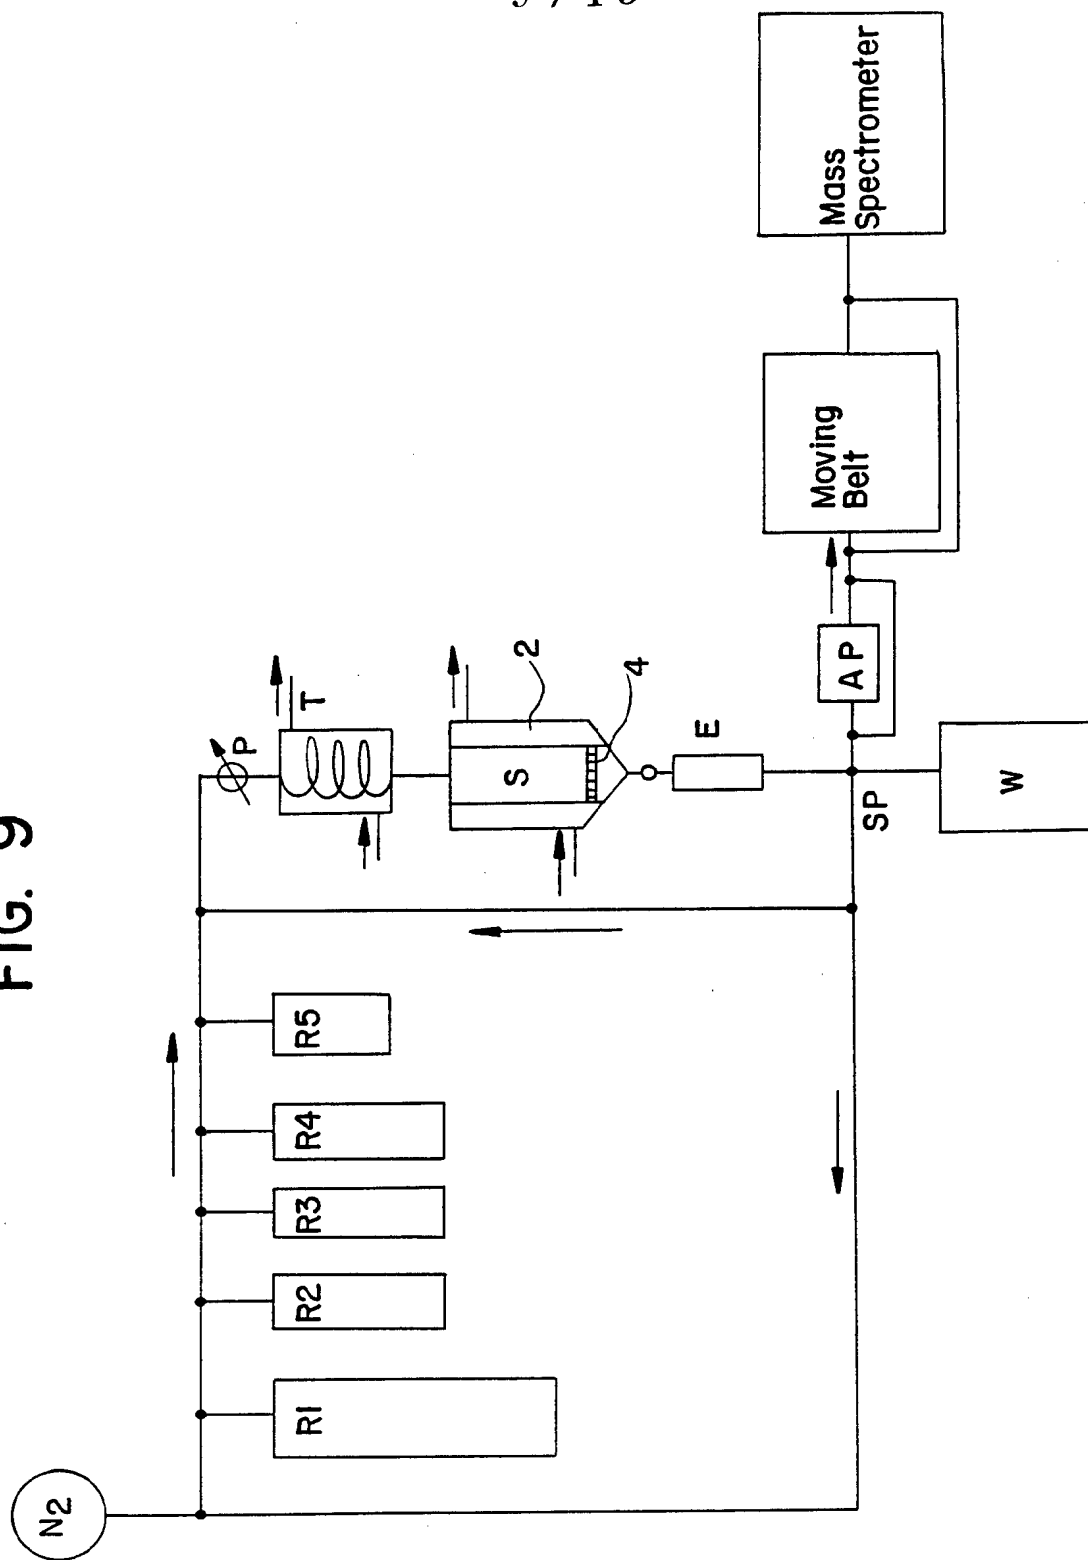 FIG. 9
N2
R1
R2
R3
R4
R5
P
T
S
2
4
E
SP
W
AP
Moving
Belt
Mass
Spectrometer